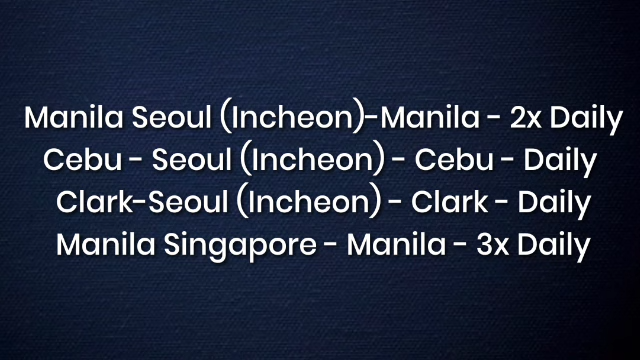 Manila Seoul (Incheon)-Manila - 2x Daily
Cebu - Seoul (Incheon) - Cebu - Daily
Clark-Seoul (Incheon) - Clark - Daily
Manila Singapore - Manila - 3x Daily